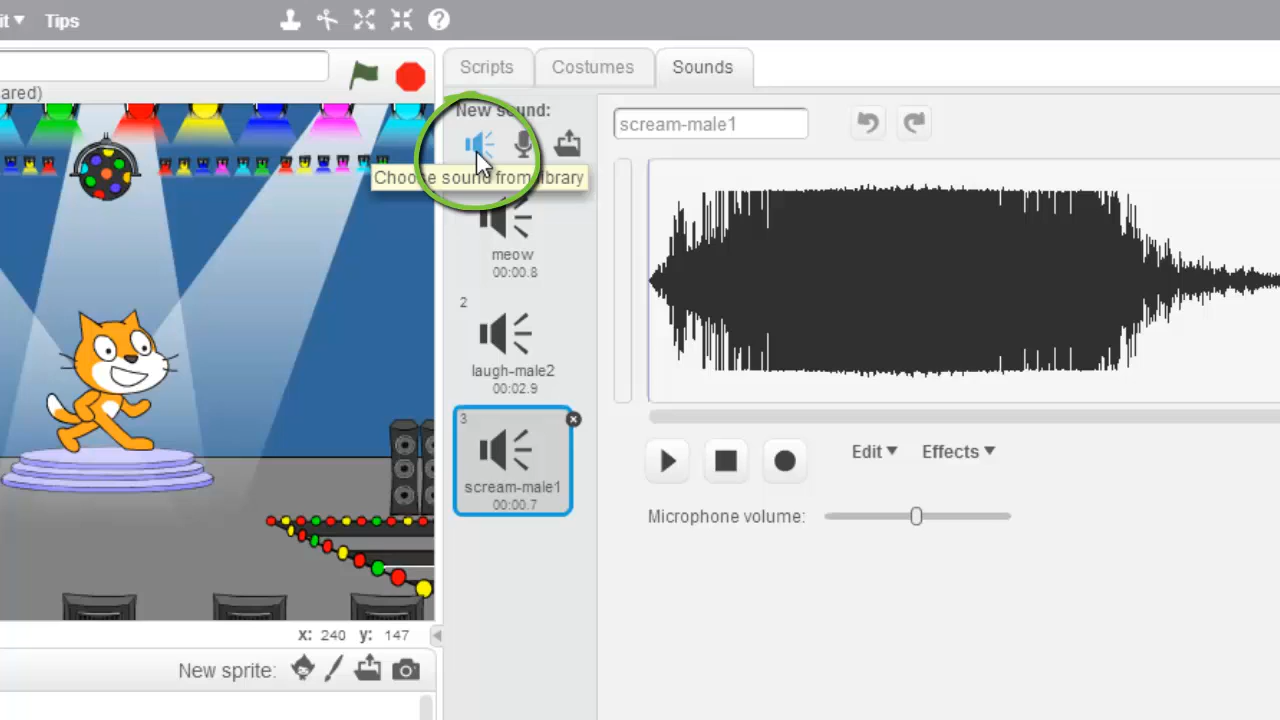 it Tips
ared)
Scripts Costumes Sounds
New sound:
Choose sound from library
scream-male1
meow
00:00.8
2
laugh-male2
00:02.9
3
scream-male1
00:00.7
Edit Effects
Microphone volume:
x: 240 y: 147
New sprite: